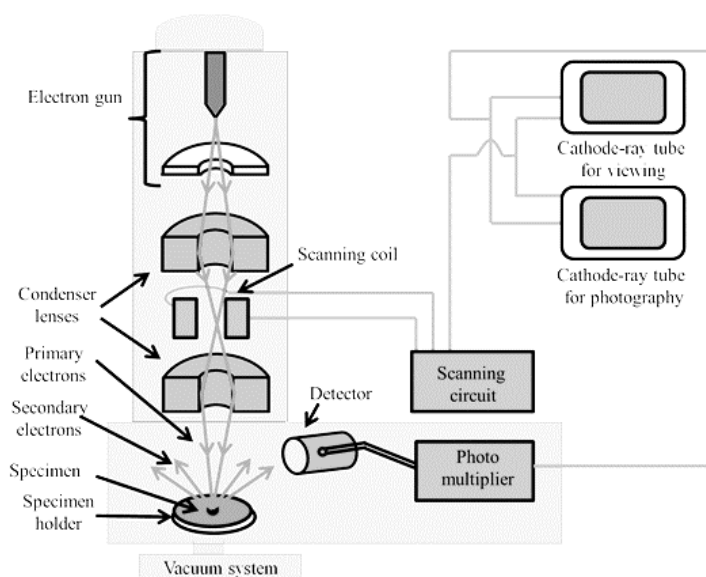 Electron gun
Cathode-ray tube
for viewing
Cathode-ray tube
for photography
Scanning coil
Condenser
lenses
Primary
electrons
Scanning
circuit
Detector
Secondary
electrons
Photo
multiplier
Specimen
Specimen
holder
Vacuum system